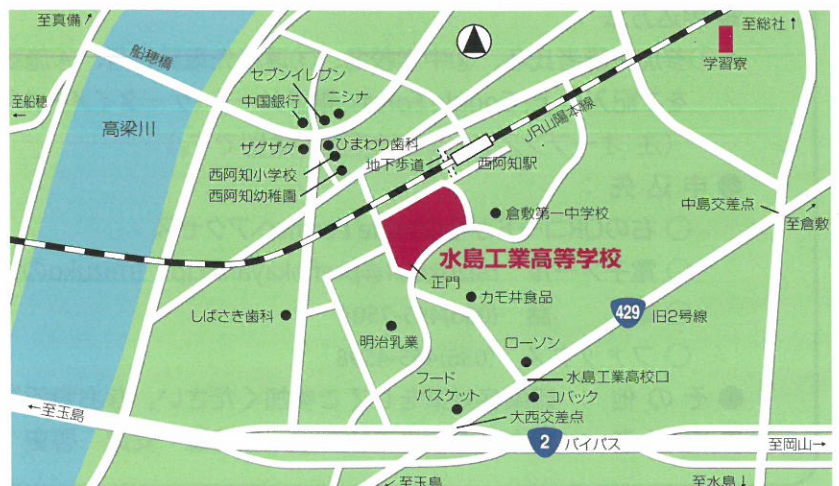 至真備
至総社
船穂橋
学習寮
セブンイレブン
ニシナ
中国銀行
至船穂
高梁川
JR山陽本線
ザグザグ
ひまわり歯科
地下歩道
西阿知駅
西阿知小学校
西阿知幼稚園
倉敷第一中学校
中島交差点
至倉敷
水島工業高等学校
正門
カモ井食品
429
旧2号線
しばさき歯科
明治乳業
ローソン
水島工業高校口
フード
バスケット
コバック
大西交差点
←至玉島
2
バイパス
至岡山→
至玉島
至水島↓